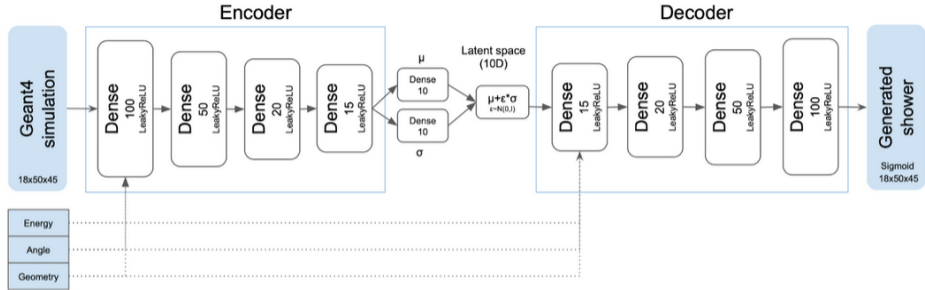 Encoder
Decoder
Geant4
simulation
18x50x45
Dense
100
LeakyReLU
Dense
50
LeakyReLU
Dense
20
LeakyReLU
Dense
15
LeakyReLU
μ
Dense
10
Dense
10
σ
Latent space
(10D)
μ+ε*σ
ε~N(0,I)
Dense
15
LeakyReLU
Dense
20
LeakyReLU
Dense
50
LeakyReLU
Dense
100
LeakyReLU
Generated
shower
Sigmoid
18x50x45
Energy
Angle
Geometry